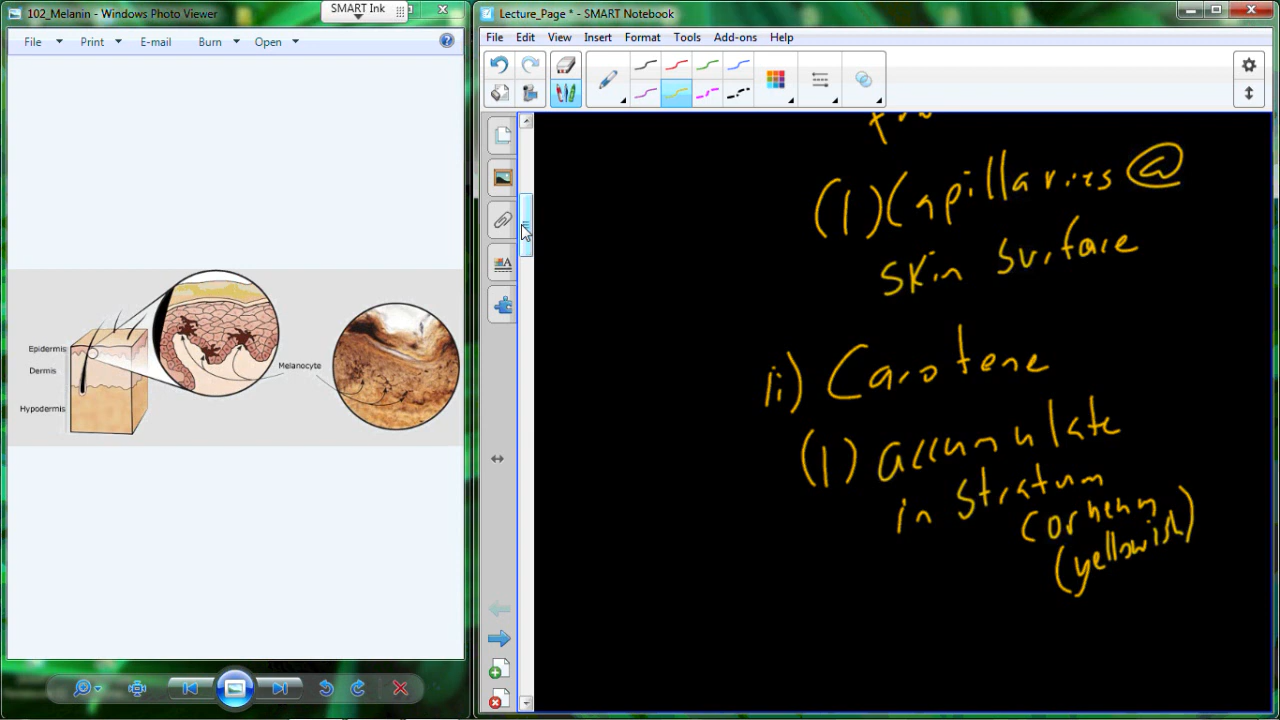 102_Melanin - Windows Photo Viewer
SMART Ink
File Print E-mail Burn Open
Epidermis
Dermis
Hypodermis
Melanocyte
Lecture_Page * - SMART Notebook
File Edit View Insert Format Tools Add-ons Help
(1) Capillaries @
skin surface
ii) Carotene
(1) accumulate
in stratum
corneum
(yellowish)